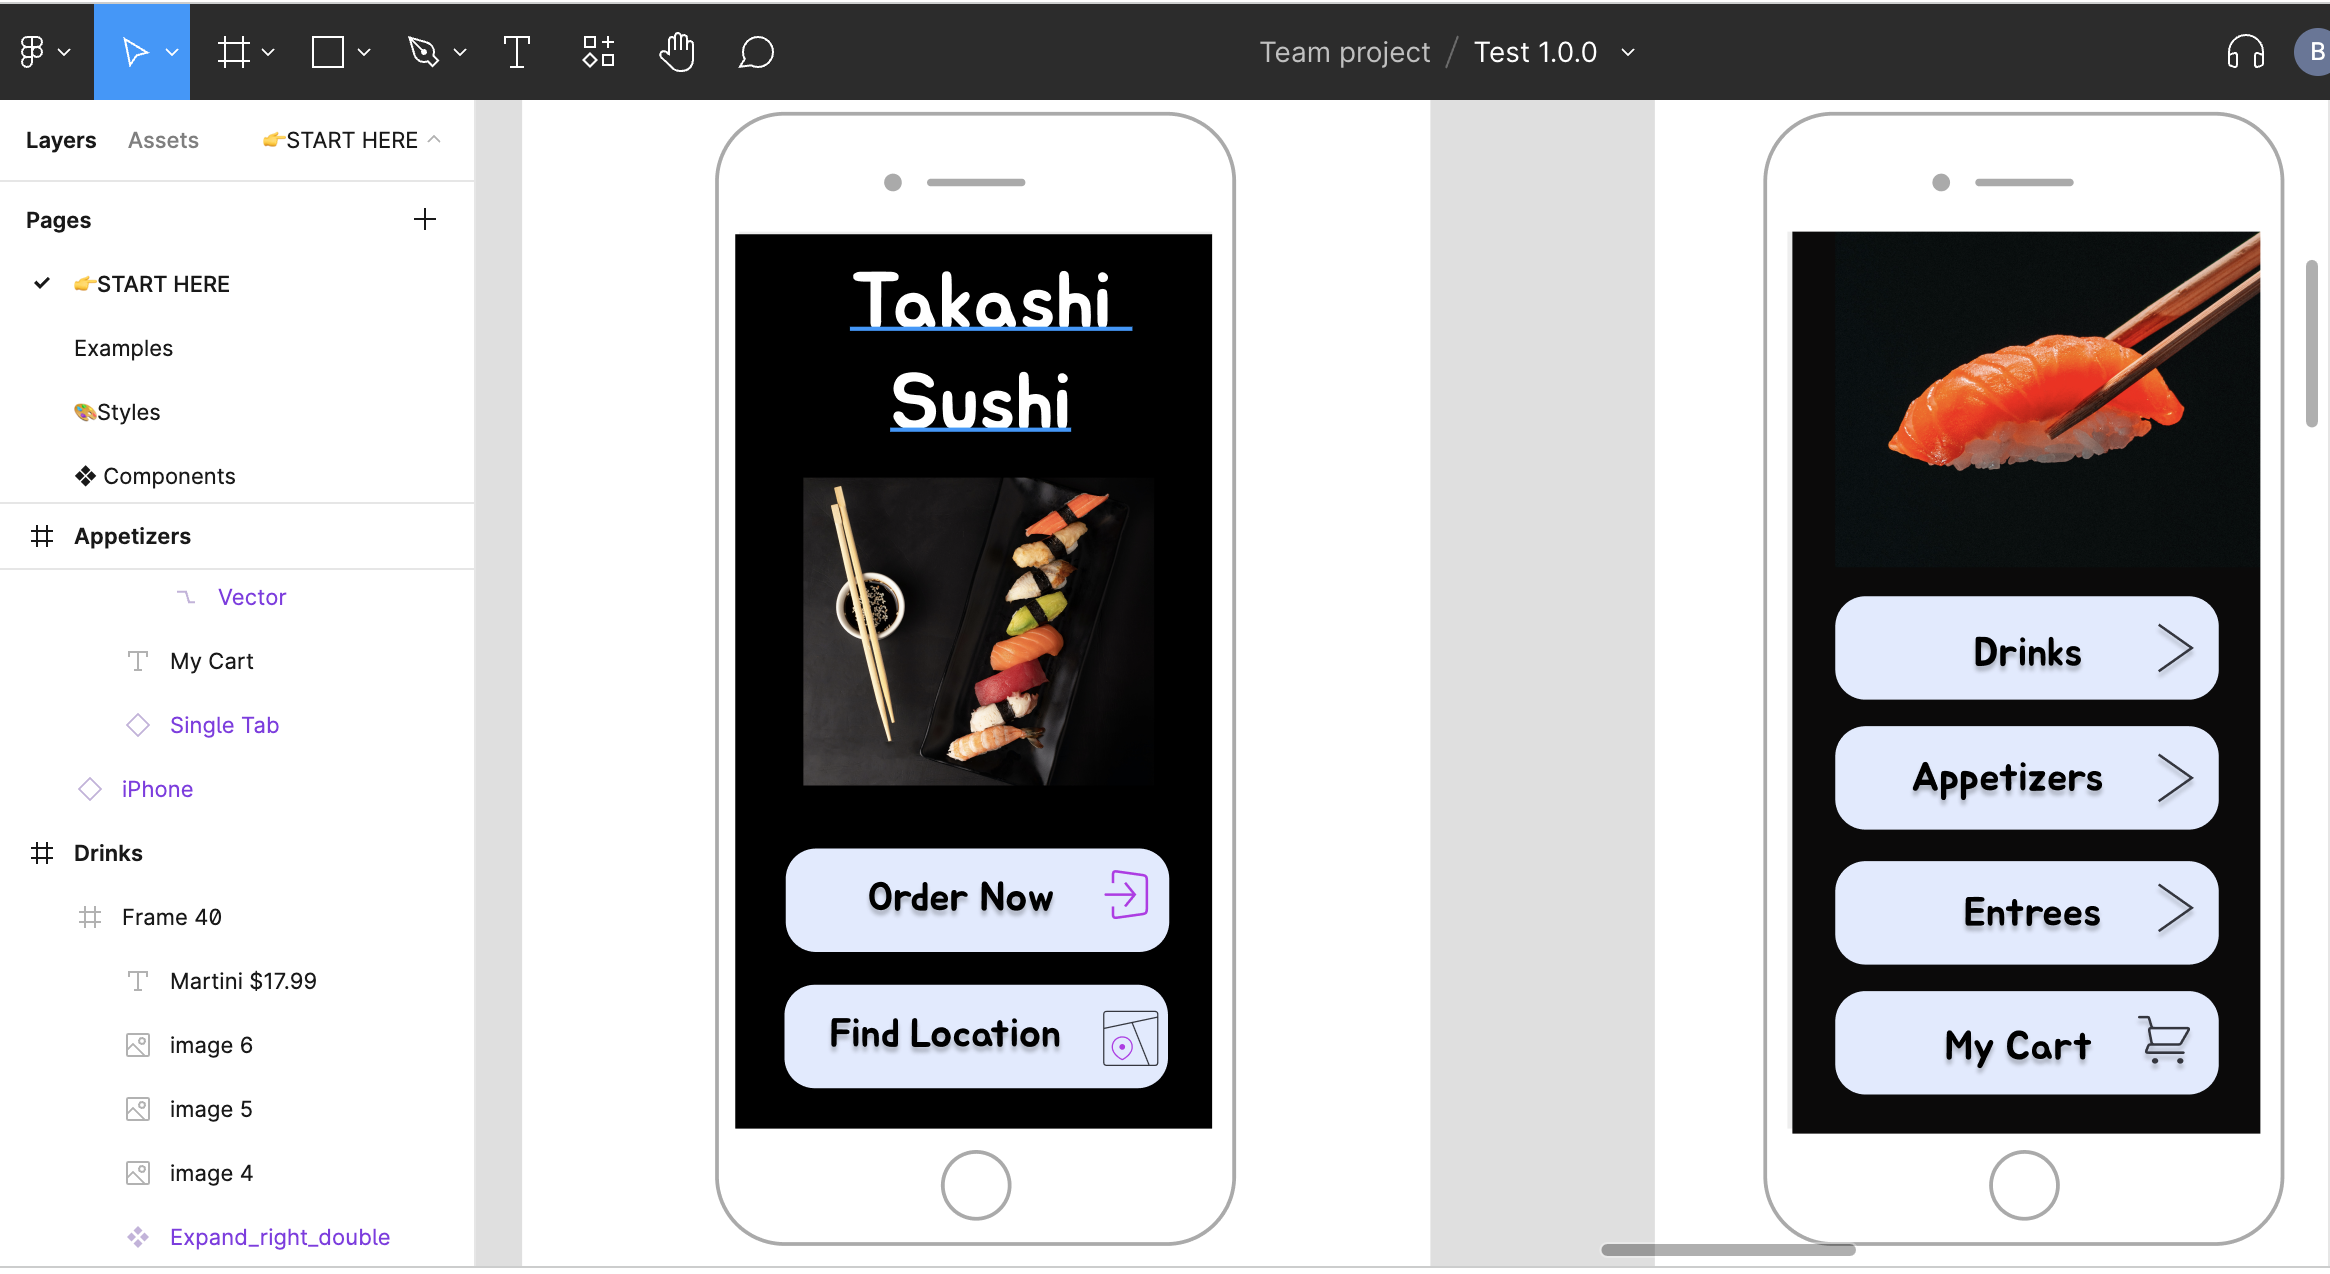 Team project / Test 1.0.0
B
Layers Assets 👉START HERE
Pages
👉START HERE
Examples
🎨Styles
❖ Components
Appetizers
Vector
My Cart
Single Tab
iPhone
Drinks
Frame 40
Martini $17.99
image 6
image 5
image 4
Expand_right_double
Takashi
Sushi
Order Now
Find Location
Drinks
Appetizers
Entrees
My Cart